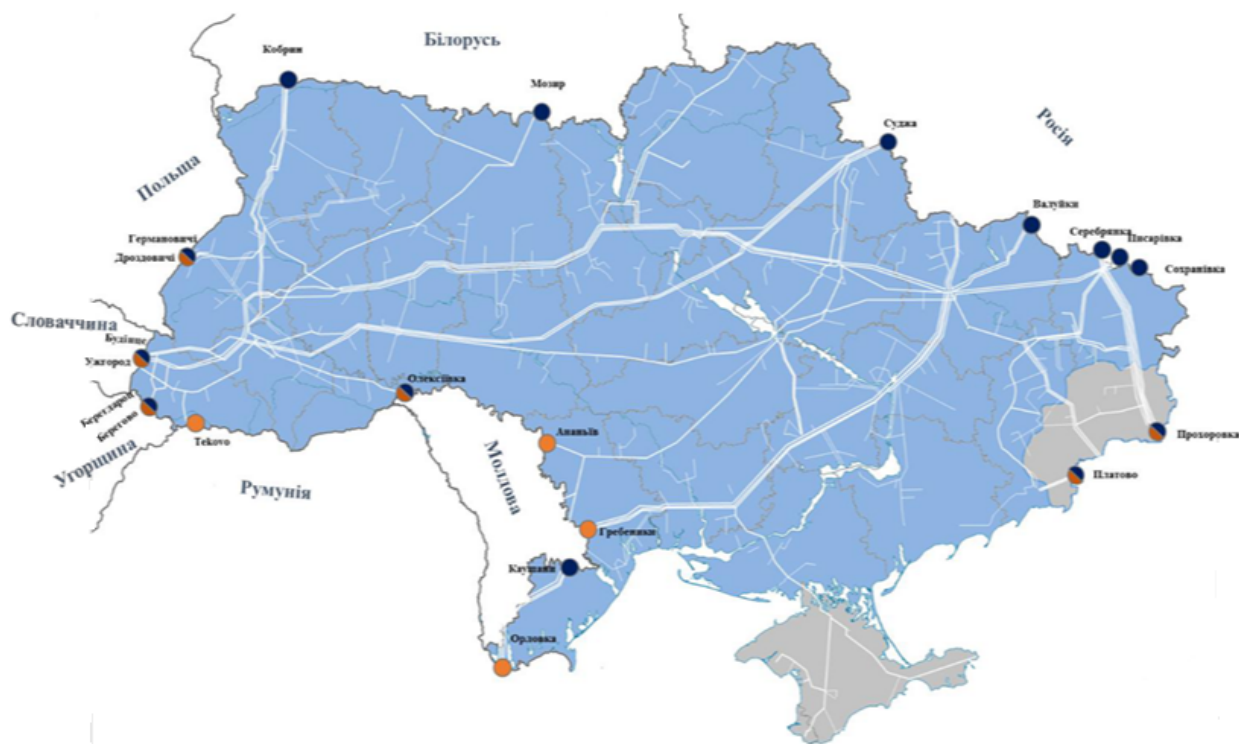 Білорусь
Кобрин
Мозир
Суджа
Росія
Польща
Валуйки
Германовичі
Дроздовичі
Серебрянка
Писарівка
Сохранівка
Словаччина
Будінце
Ужгород
Берегдароц
Берегово
Олексіївка
Tekovo
Угорщина
Румунія
Молдова
Ананьїв
Прохоровка
Платово
Гребеники
Каушани
Орловка